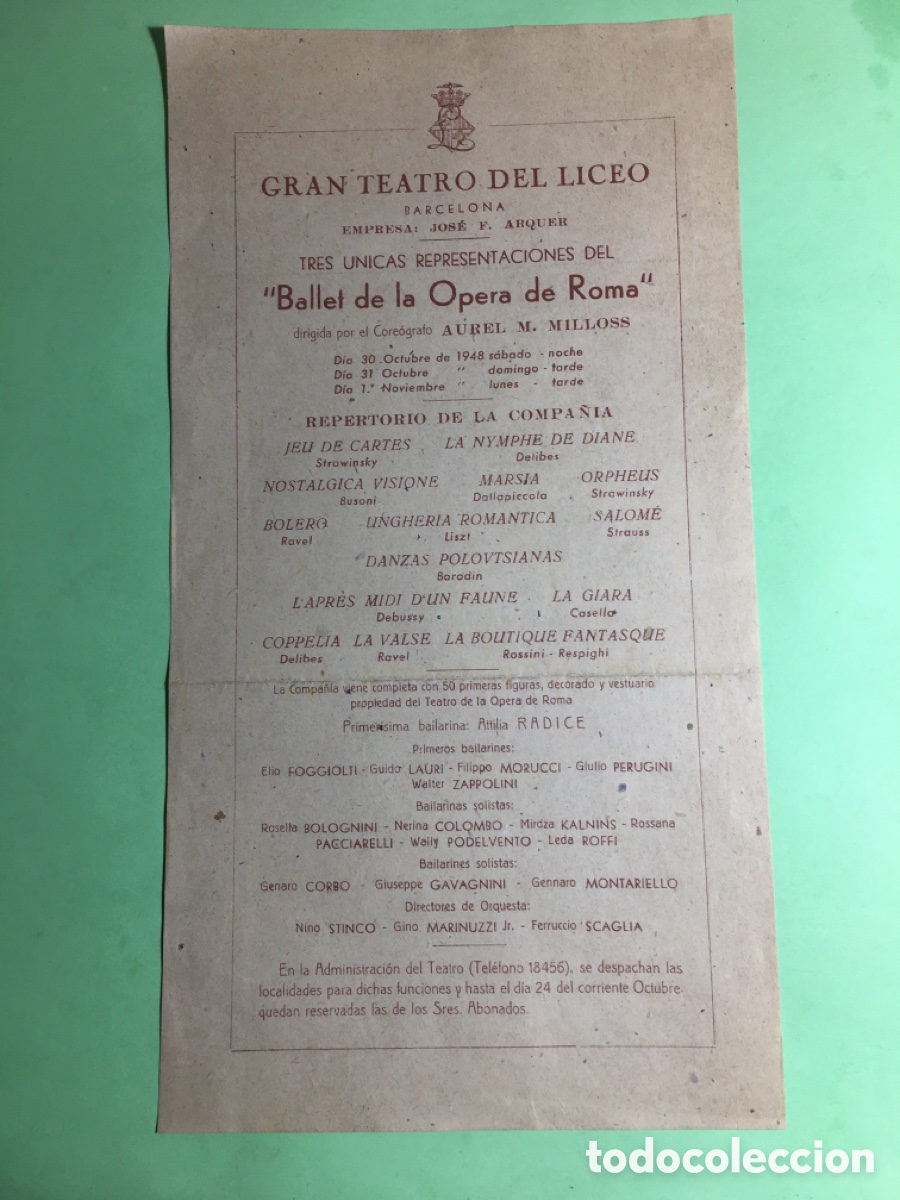 GRAN TEATRO DEL LICEO
BARCELONA
EMPRESA: JOSÉ F. ARQUER
TRES UNICAS REPRESENTACIONES DEL
"Ballet de la Opera de Roma"
dirigida por el Coreógrafo AUREL M. MILLOSS
Día 30 Octubre de 1948 sábado - noche
Día 31 Octubre " domingo - tarde
Día 1.º Noviembre " lunes - tarde
REPERTORIO DE LA COMPAÑIA
JEU DE CARTES LA NYMPHE DE DIANE
Strawinsky Delibes
NOSTALGICA VISIONE MARSIA ORPHEUS
Busoni Dallapiccola Strawinsky
BOLERO UNGHERIA ROMANTICA SALOMÉ
Ravel Liszt Strauss
DANZAS POLOVTSIANAS
Borodin
L'APRÈS MIDI D'UN FAUNE LA GIARA
Debussy Casella
COPPELIA LA VALSE LA BOUTIQUE FANTASQUE
Delibes Ravel Rossini - Respighi
La Compañía viene completa con 50 primeras figuras, decorado y vestuario
propiedad del Teatro de la Opera de Roma
Primerísima bailarina: Attilia RADICE
Primeros bailarines:
Elio FOGGIOLTI - Guido LAURI - Filippo MORUCCI - Giulio PERUGINI
Walter ZAPPOLINI
Bailarinas solistas:
Rosella BOLOGNINI - Nerina COLOMBO - Mirdza KALNINS - Rossana
PACCIARELLI - Wally PODELVENTO - Leda ROFFI
Bailarines solistas:
Genaro CORBO - Giuseppe GAVAGNINI - Gennaro MONTARIELLO
Directores de Orquesta:
Nino STINCO - Gino MARINUZZI Jr. - Ferruccio SCAGLIA
En la Administración del Teatro (Teléfono 18456), se despachan las
localidades para dichas funciones y hasta el día 24 del corriente Octubre
quedan reservadas las de los Sres. Abonados.
todocoleccion